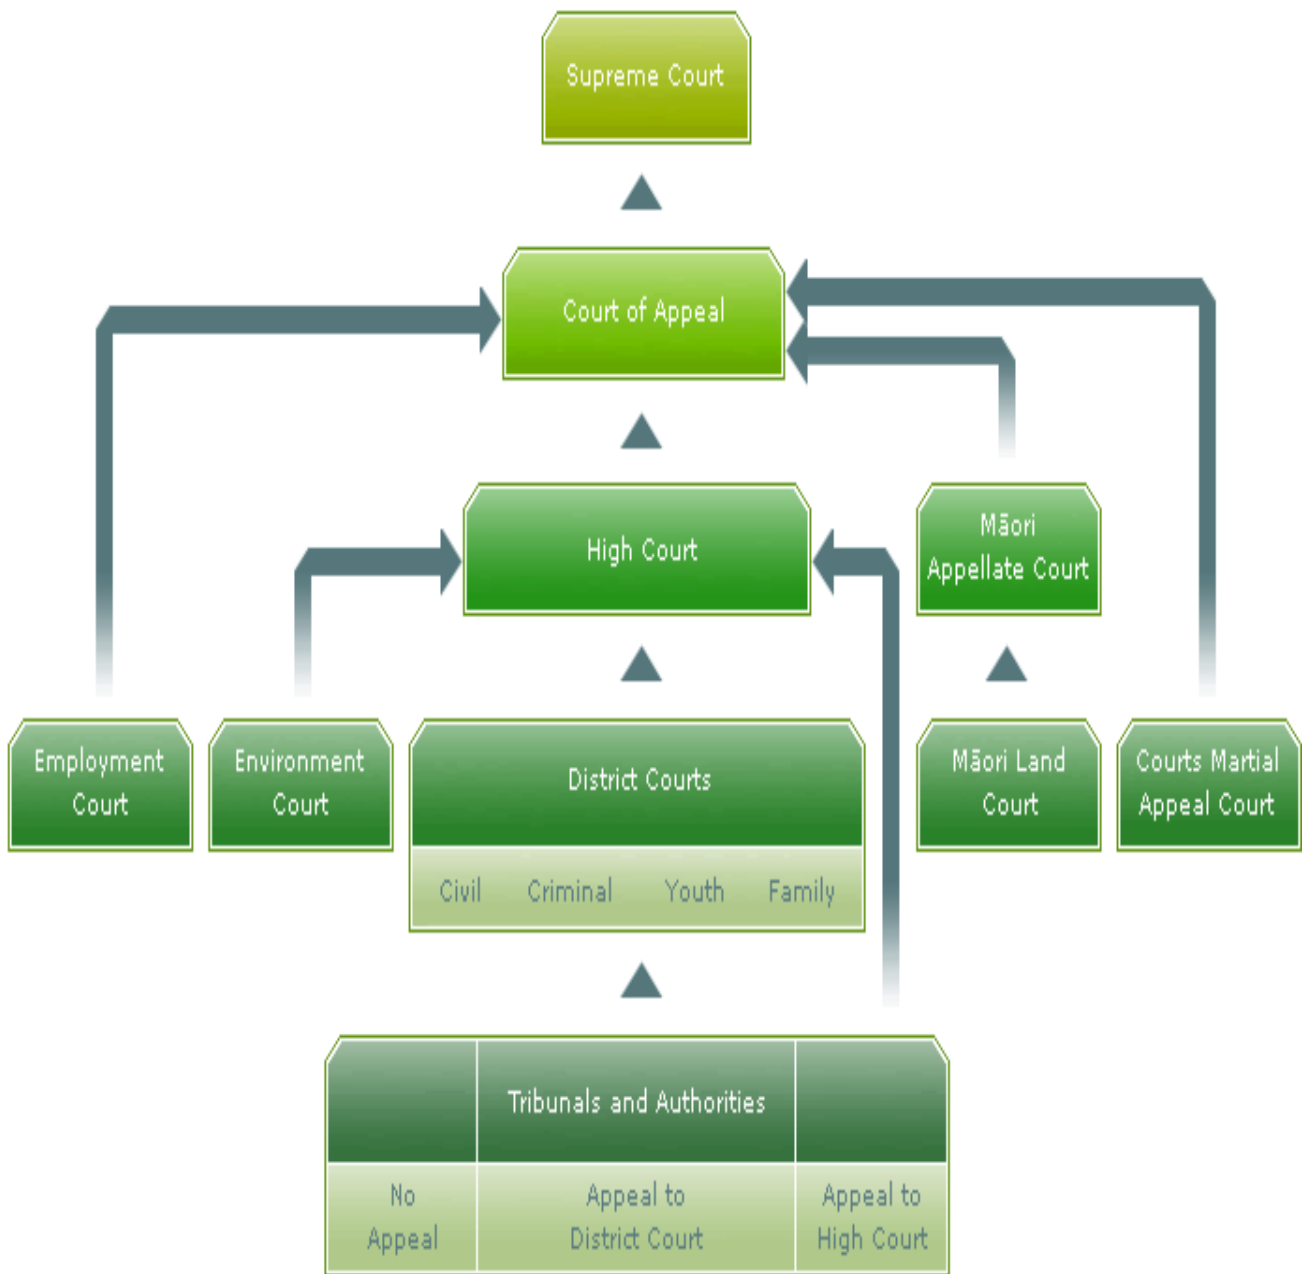 Supreme Court
Court of Appeal
High Court
Māori
Appellate Court
Employment
Court
Environment
Court
District Courts
Civil Criminal Youth Family
Māori Land
Court
Courts Martial
Appeal Court
Tribunals and Authorities
No
Appeal
Appeal to
District Court
Appeal to
High Court